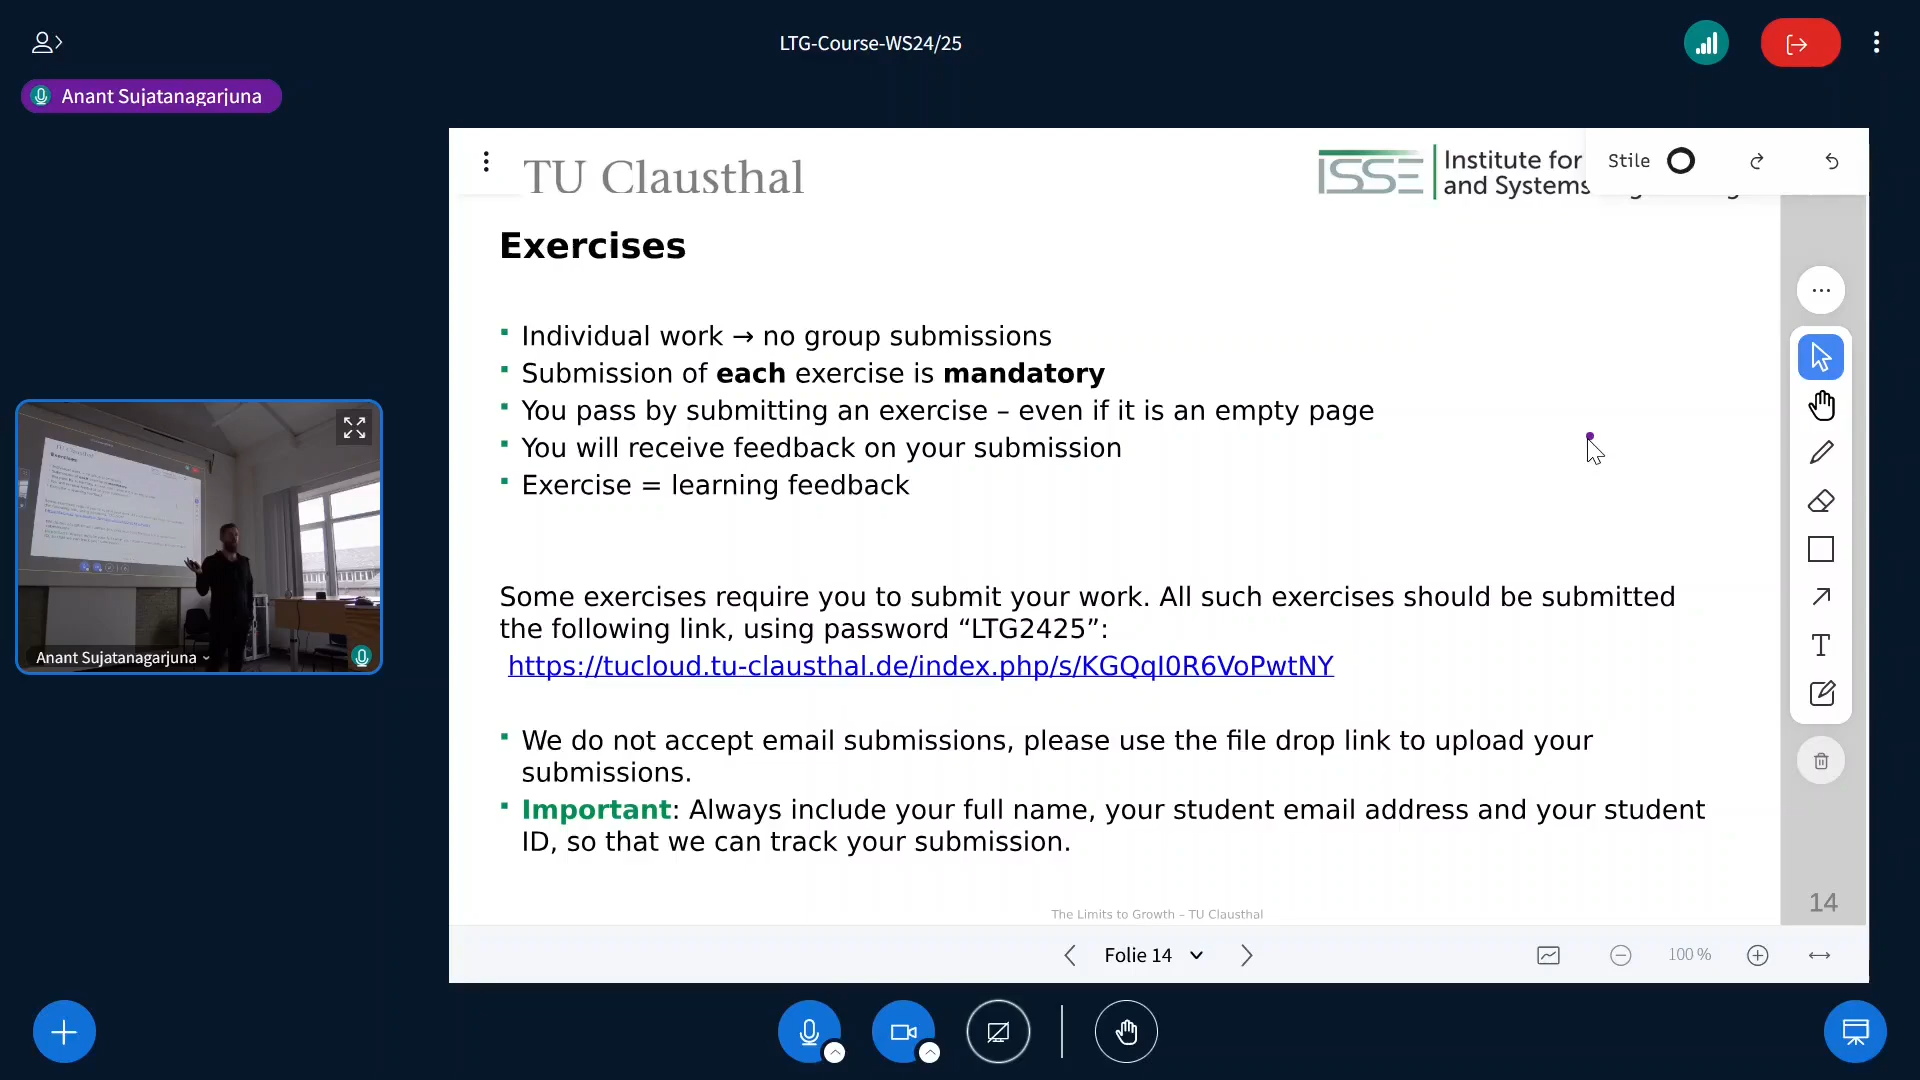 LTG-Course-WS24/25
Anant Sujatanagarjuna
TU Clausthal
ISSE
Institute for
and Systems
Stile
Exercises
Individual work → no group submissions
Submission of each exercise is mandatory
You pass by submitting an exercise – even if it is an empty page
You will receive feedback on your submission
Exercise = learning feedback
Anant Sujatanagarjuna
Some exercises require you to submit your work. All such exercises should be submitted
the following link, using password “LTG2425”:
https://tucloud.tu-clausthal.de/index.php/s/KGQqI0R6VoPwtNY
We do not accept email submissions, please use the file drop link to upload your
submissions.
Important: Always include your full name, your student email address and your student
ID, so that we can track your submission.
14
The Limits to Growth – TU Clausthal
Folie 14
100 %